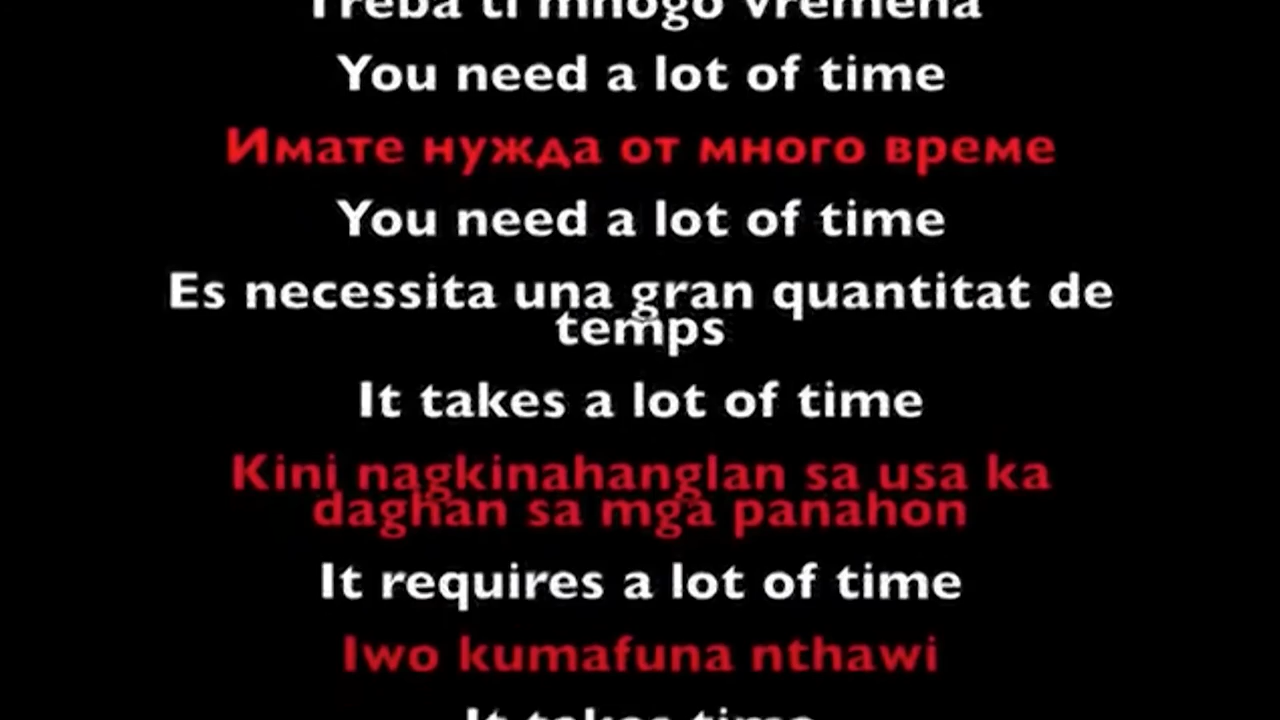 Treba ti mnogo vremena
You need a lot of time
Имате нужда от много време
You need a lot of time
Es necessita una gran quantitat de
temps
It takes a lot of time
Kini nagkinahanglan sa usa ka
daghan sa mga panahon
It requires a lot of time
Iwo kumafuna nthawi
It takes time